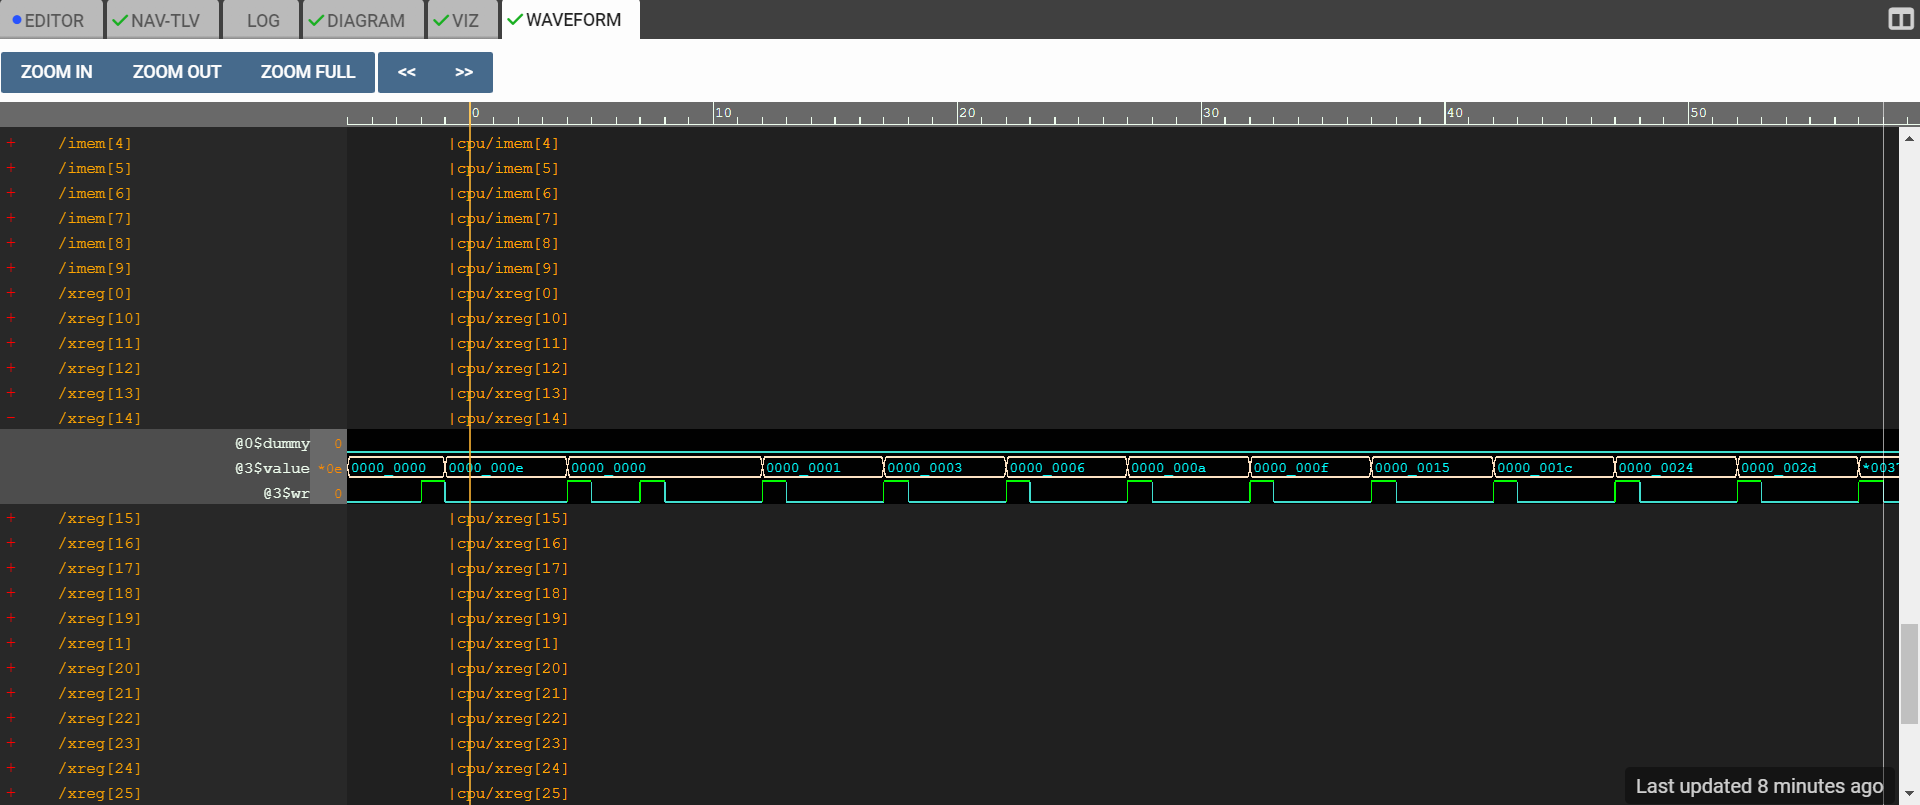 EDITOR NAV-TLV LOG DIAGRAM VIZ WAVEFORM
ZOOM IN ZOOM OUT ZOOM FULL << >>
0 10 20 30 40 50
+ /imem[4] |cpu/imem[4]
+ /imem[5] |cpu/imem[5]
+ /imem[6] |cpu/imem[6]
+ /imem[7] |cpu/imem[7]
+ /imem[8] |cpu/imem[8]
+ /imem[9] |cpu/imem[9]
+ /xreg[0] |cpu/xreg[0]
+ /xreg[10] |cpu/xreg[10]
+ /xreg[11] |cpu/xreg[11]
+ /xreg[12] |cpu/xreg[12]
+ /xreg[13] |cpu/xreg[13]
- /xreg[14] |cpu/xreg[14]
@0$dummy 0
@3$value *0e 0000_0000 0000_000e 0000_0000 0000_0001 0000_0003 0000_0006 0000_000a 0000_000f 0000_0015 0000_001c 0000_0024 0000_002d *0037
@3$wr 0
+ /xreg[15] |cpu/xreg[15]
+ /xreg[16] |cpu/xreg[16]
+ /xreg[17] |cpu/xreg[17]
+ /xreg[18] |cpu/xreg[18]
+ /xreg[19] |cpu/xreg[19]
+ /xreg[1] |cpu/xreg[1]
+ /xreg[20] |cpu/xreg[20]
+ /xreg[21] |cpu/xreg[21]
+ /xreg[22] |cpu/xreg[22]
+ /xreg[23] |cpu/xreg[23]
+ /xreg[24] |cpu/xreg[24]
+ /xreg[25] |cpu/xreg[25]
Last updated 8 minutes ago